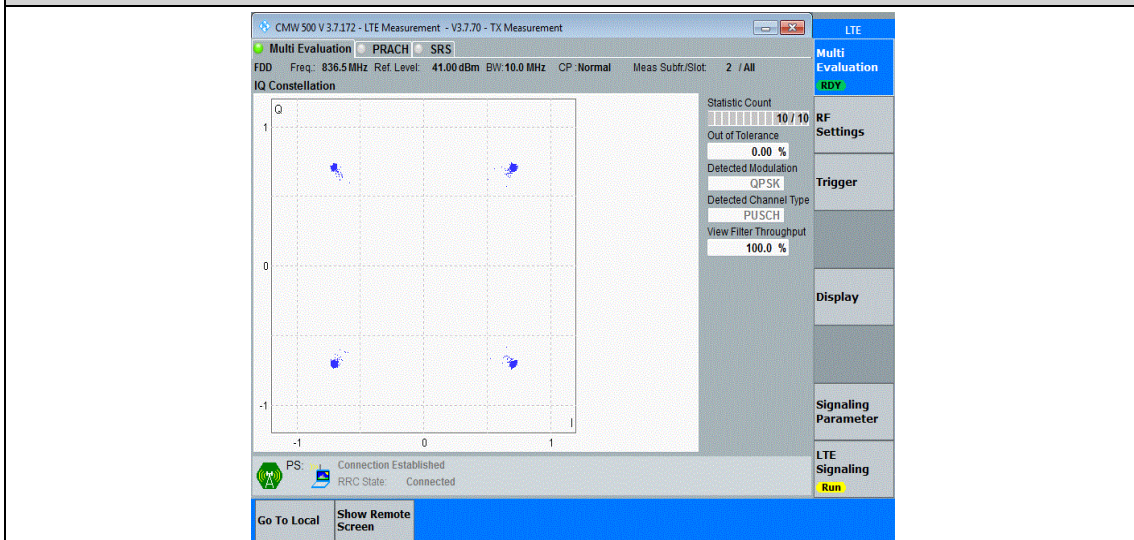 CMW 500 V 3.7.172 - LTE Measurement - V3.7.70 - TX Measurement
LTE
Multi Evaluation PRACH SRS
Multi
Evaluation
RDY
FDD Freq.: 836.5 MHz Ref. Level: 41.00 dBm BW: 10.0 MHz CP : Normal Meas Subfr./Slot: 2 / All
IQ Constellation
Q
1
0
-1
-1 0 1
I
Statistic Count
10 / 10
Out of Tolerance
0.00 %
Detected Modulation
QPSK
Detected Channel Type
PUSCH
View Filter Throughput
100.0 %
RF
Settings
Trigger
Display
Signaling
Parameter
LTE
Signaling
Run
PS: Connection Established
RRC State: Connected
Go To Local
Show Remote
Screen